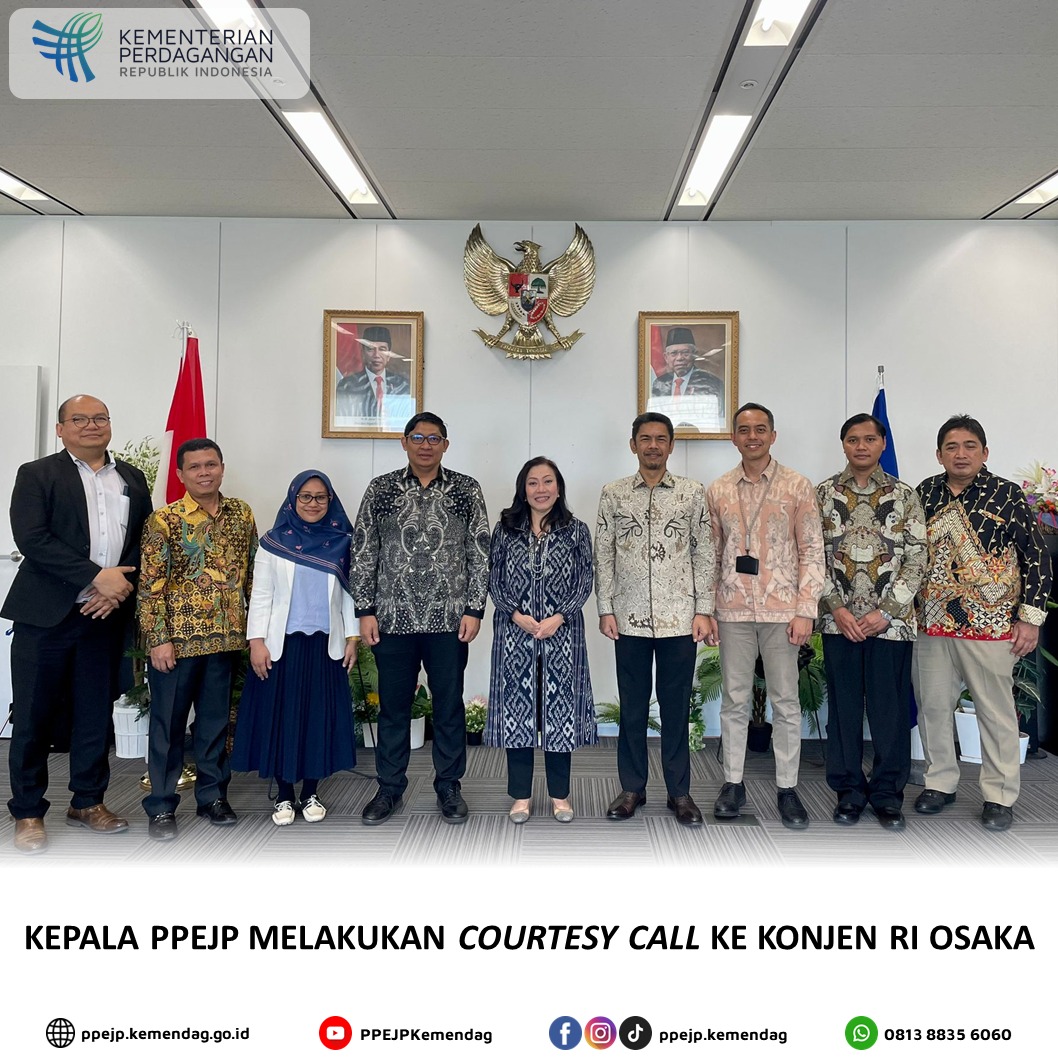 KEMENTERIAN
PERDAGANGAN
REPUBLIK INDONESIA
KEPALA PPEJP MELAKUKAN COURTESY CALL KE KONJEN RI OSAKA
ppejp.kemendag.go.id
PPEJPKemendag
ppejp.kemendag
0813 8835 6060